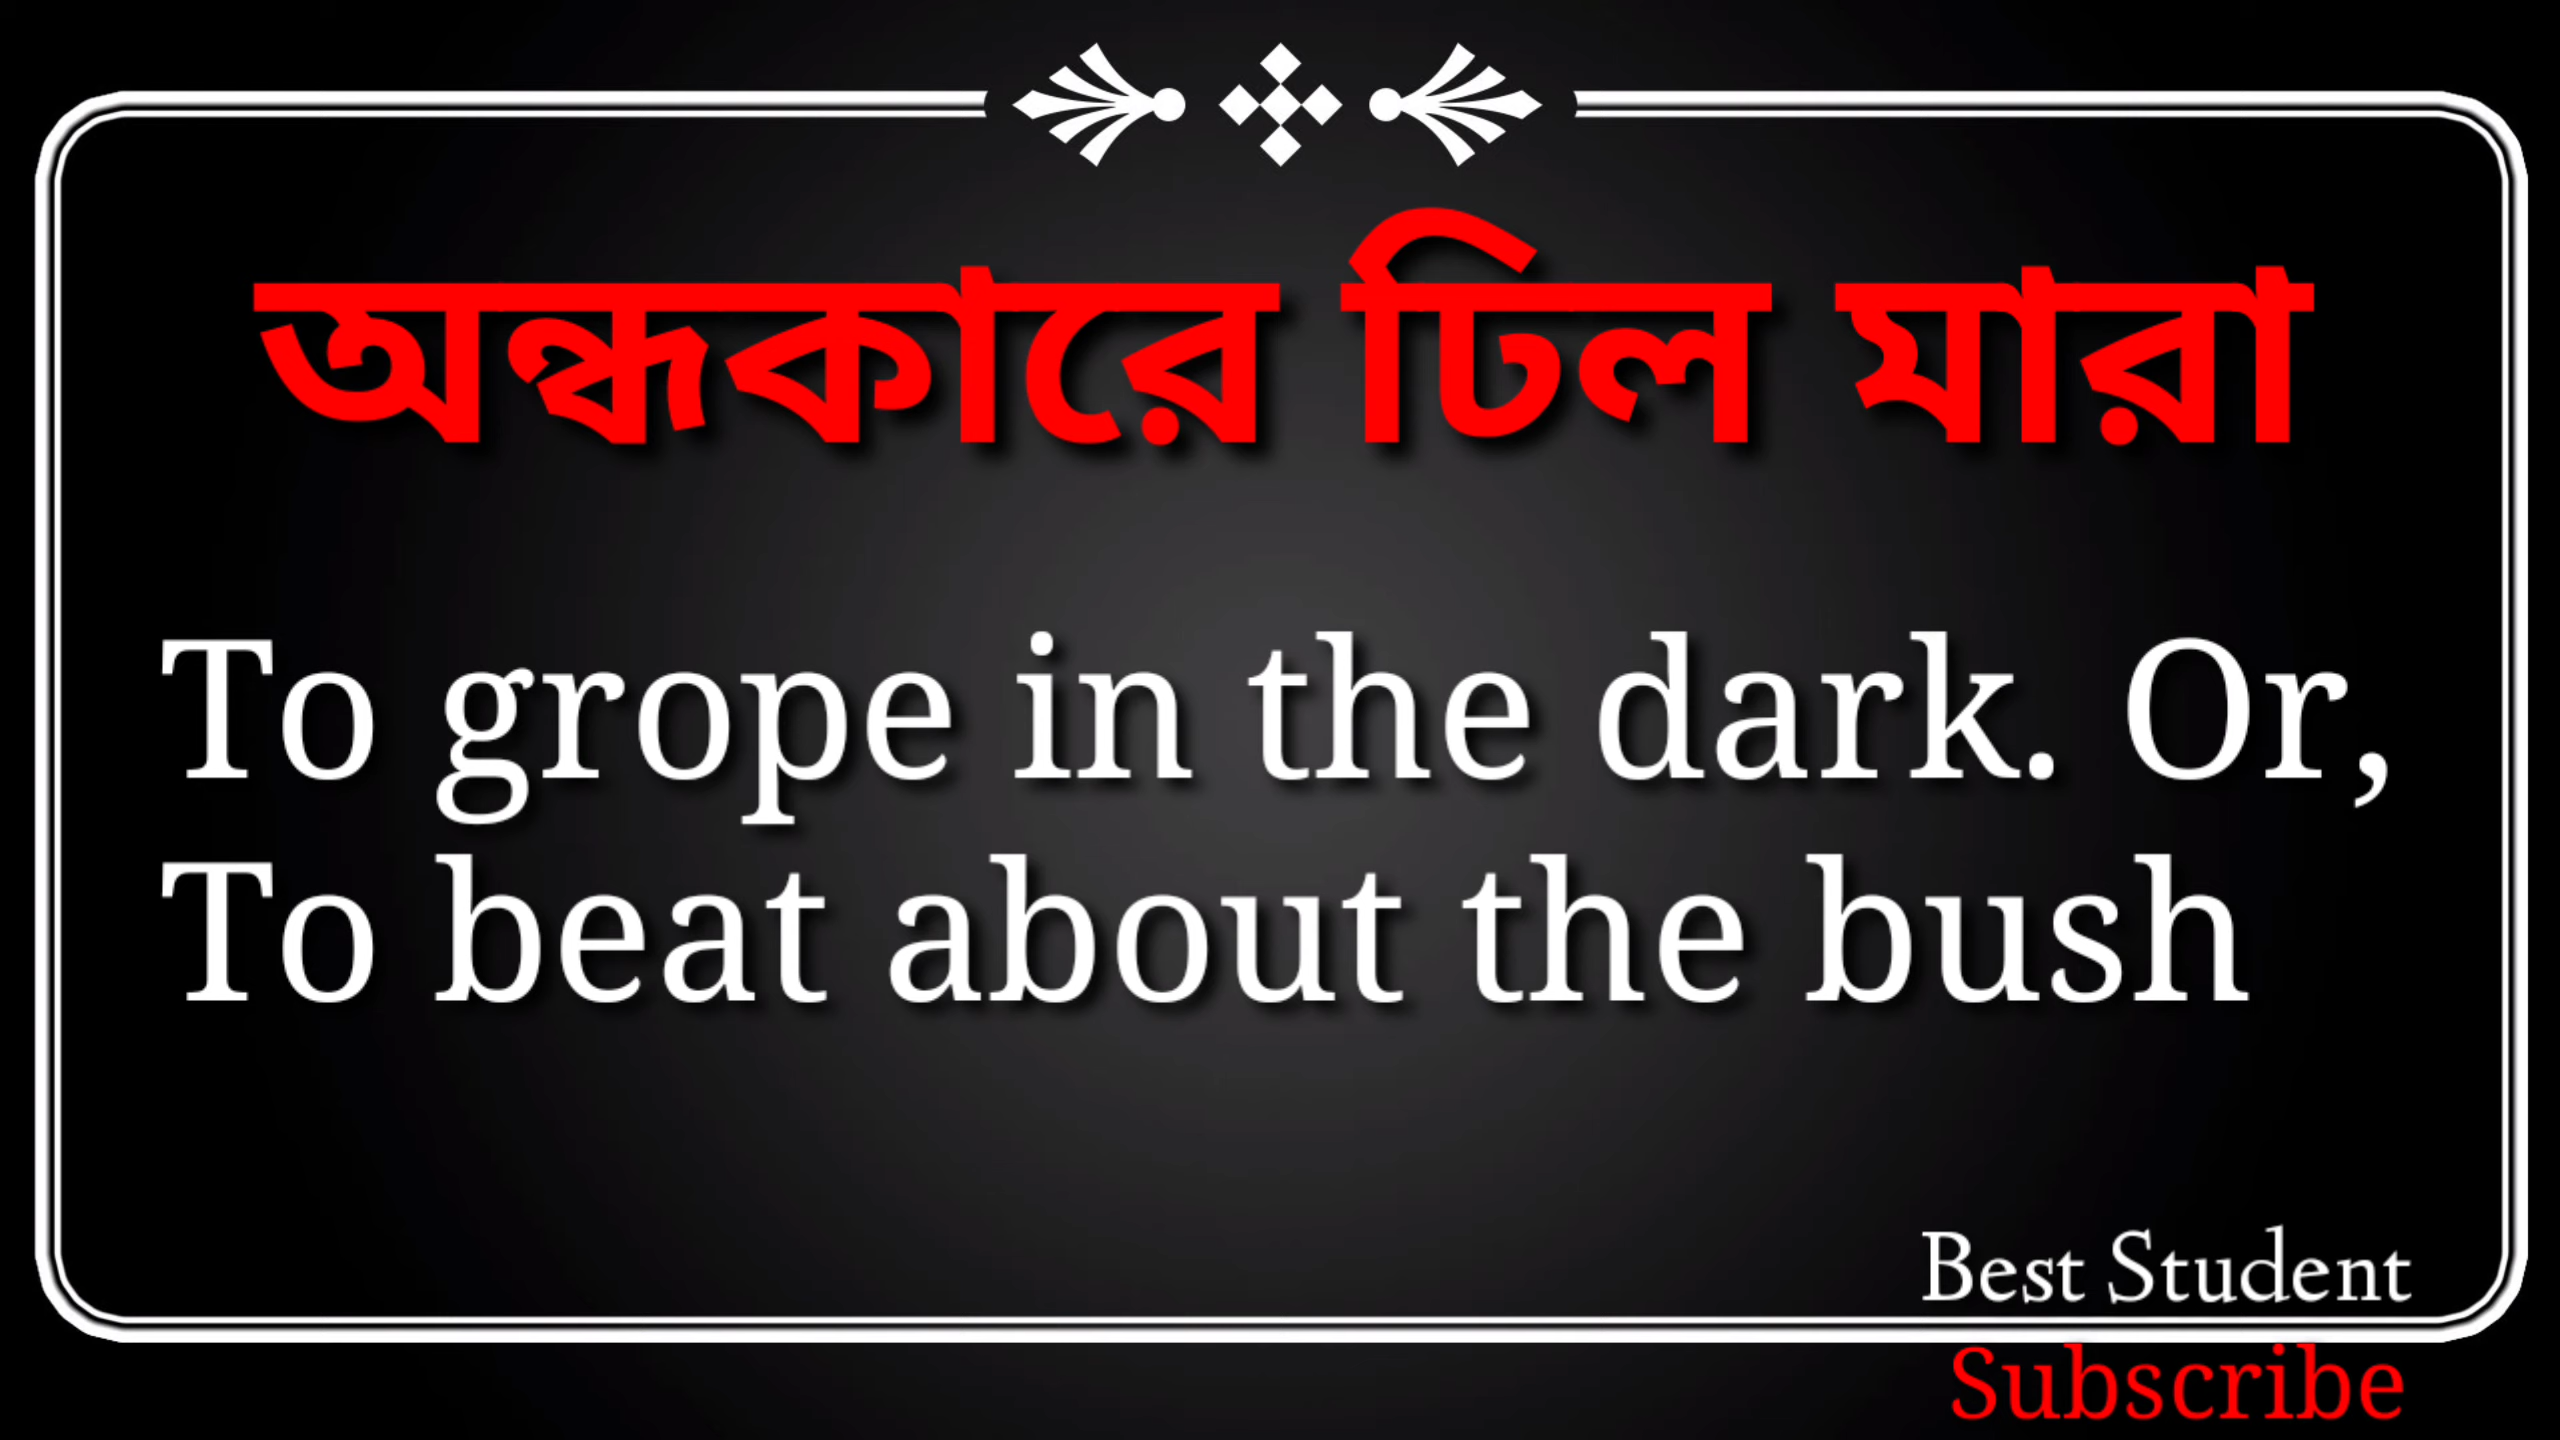 অন্ধকারে ঢিল মারা
To grope in the dark. Or,
To beat about the bush
Best Student
Subscribe